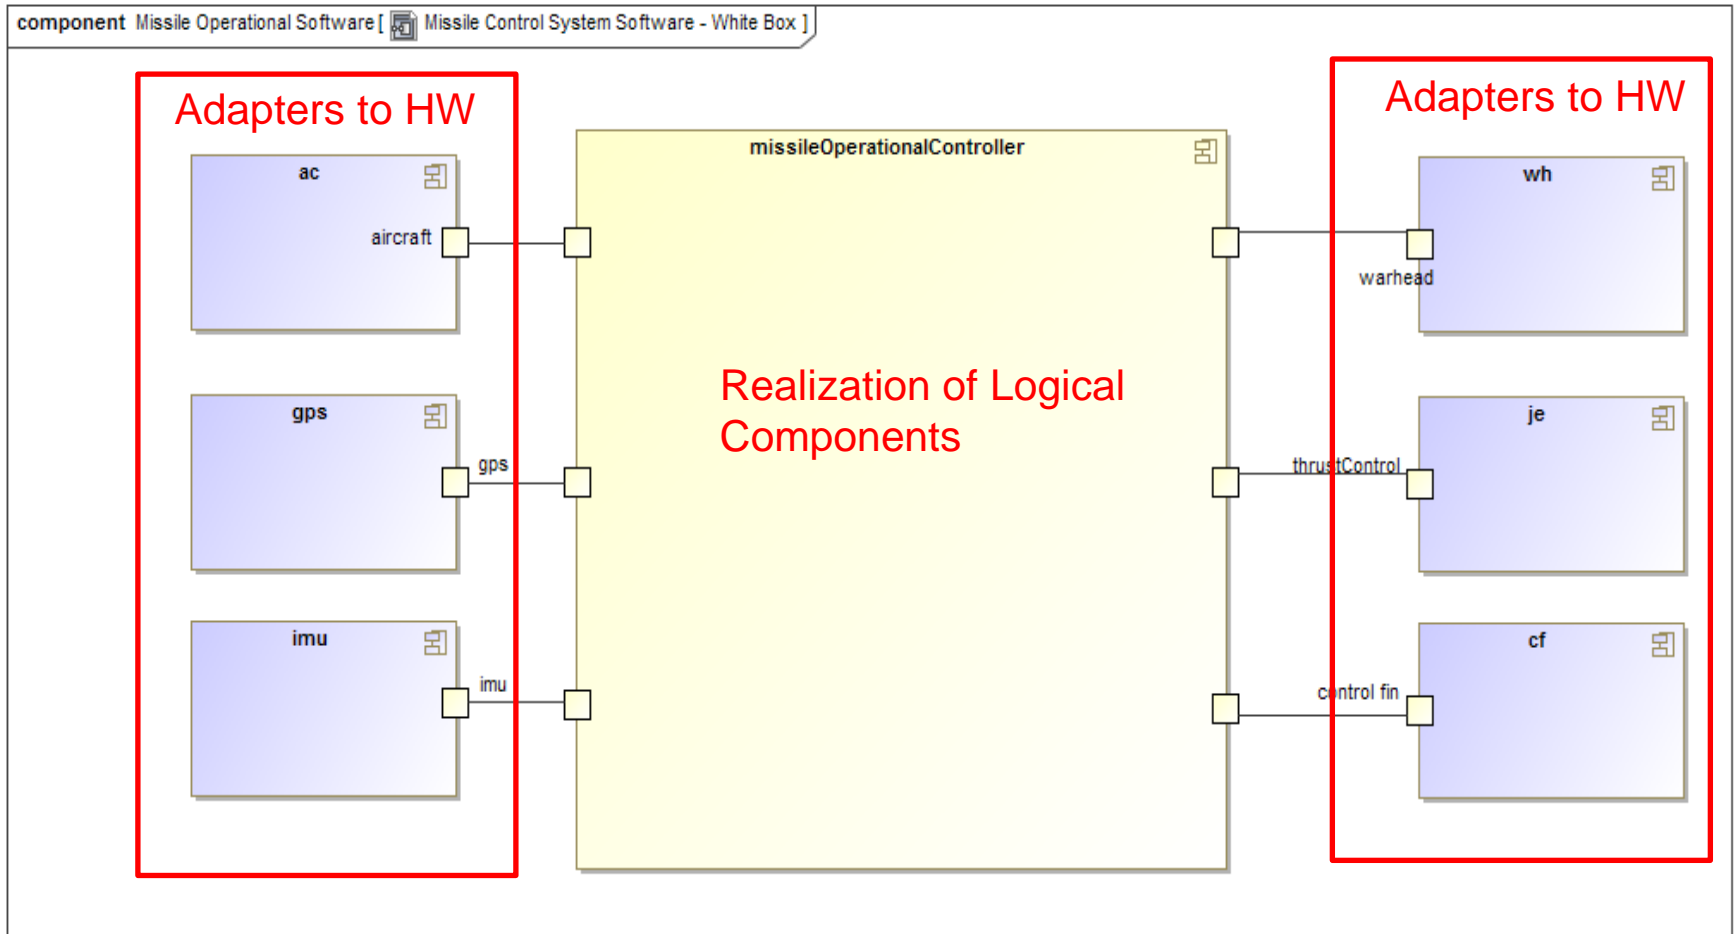 component Missile Operational Software [ Missile Control System Software - White Box ]
Adapters to HW
Adapters to HW
missileOperationalController
ac
wh
aircraft
warhead
Realization of Logical
Components
gps
je
gps
thrustControl
imu
cf
imu
control fin